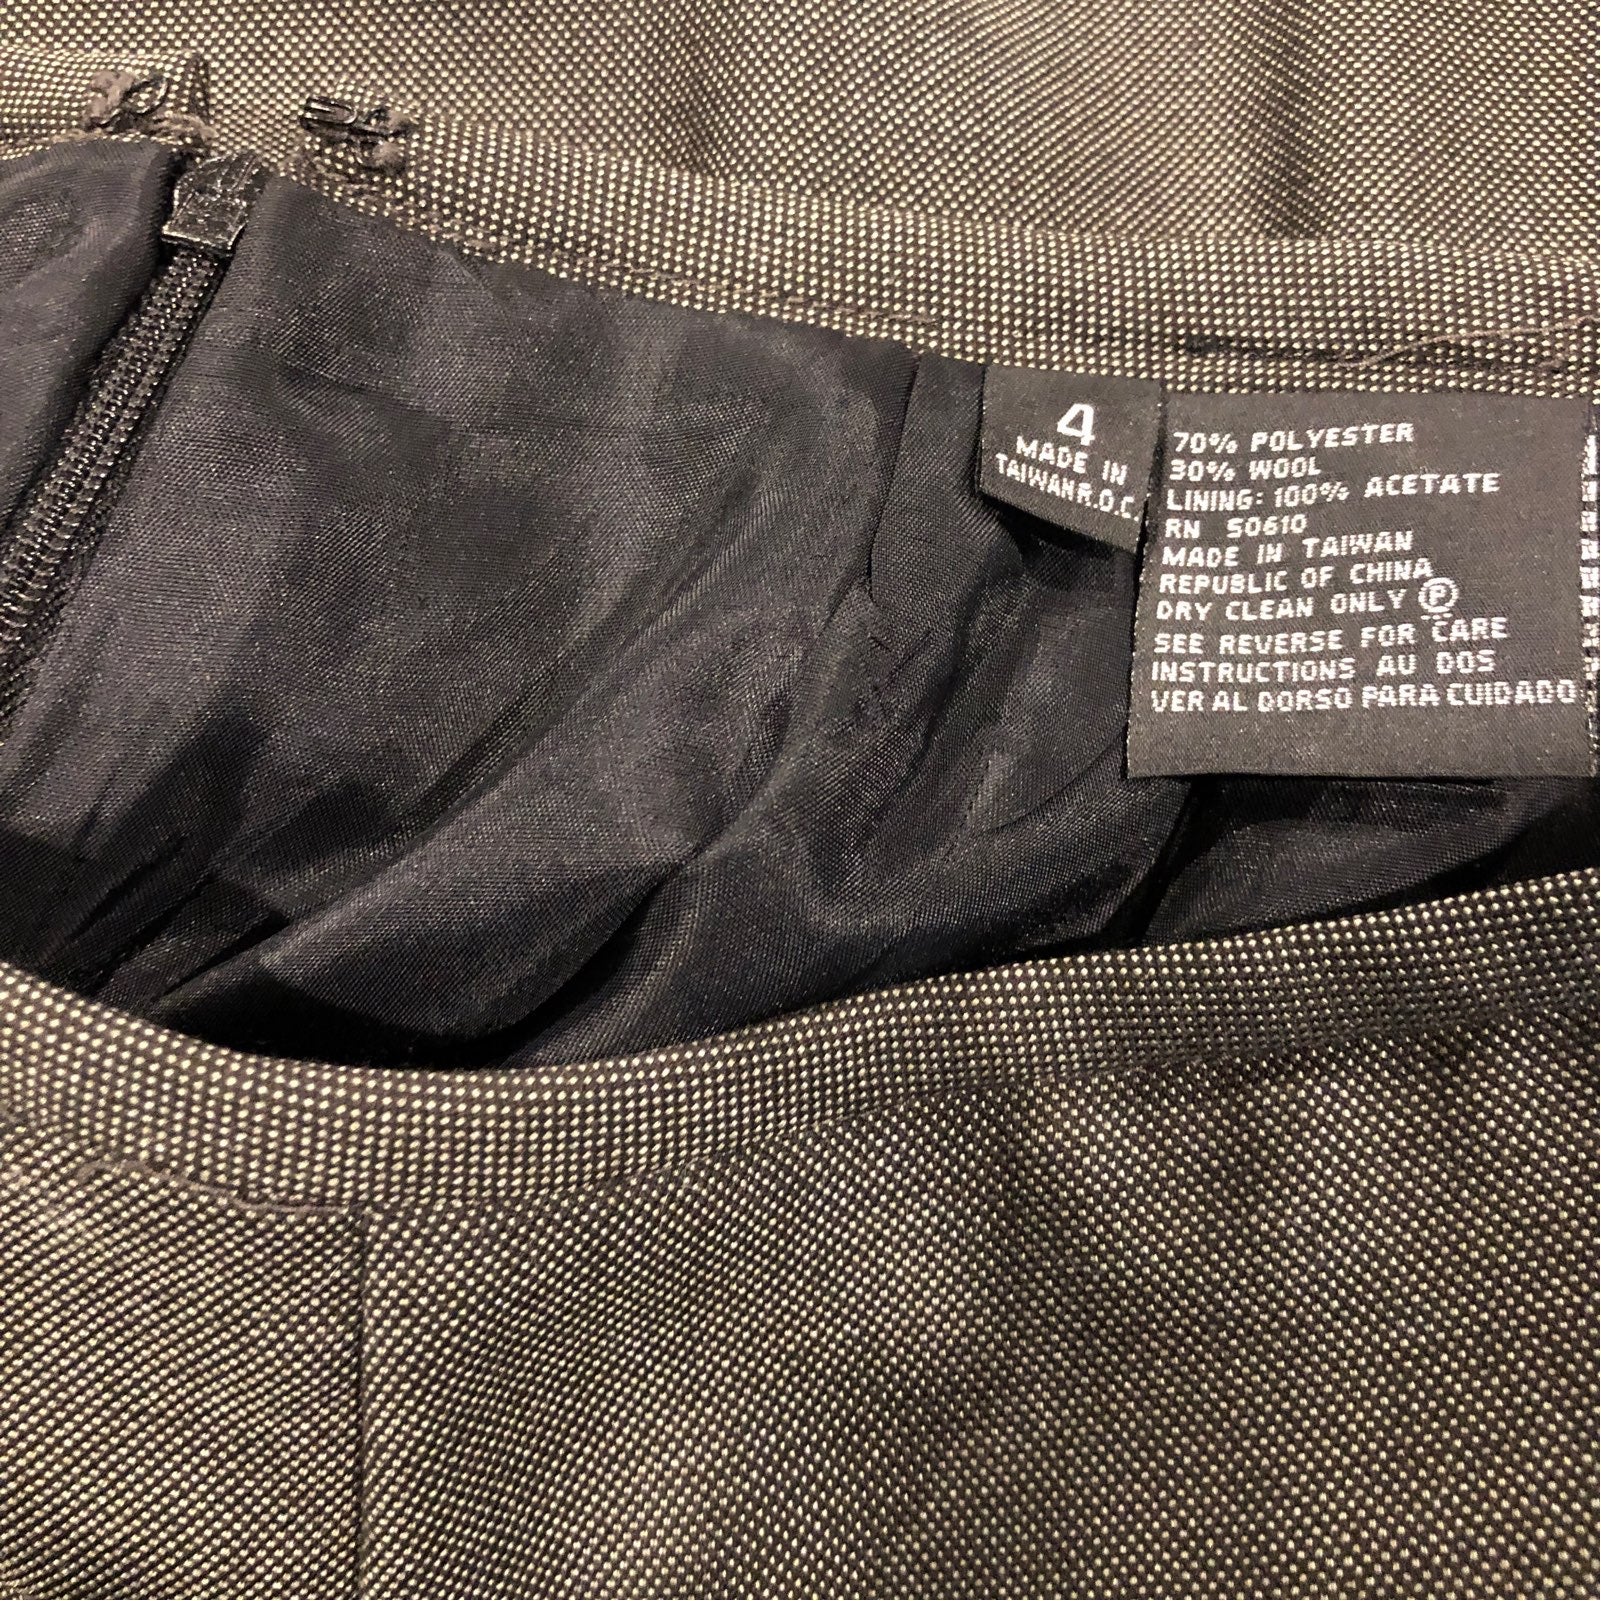 4
MADE IN
TAIWAN R.O.C.
70% POLYESTER
30% WOOL
LINING: 100% ACETATE
RN 50610
MADE IN TAIWAN
REPUBLIC OF CHINA
DRY CLEAN ONLY Ⓟ
SEE REVERSE FOR CARE
INSTRUCTIONS AU DOS
VER AL DORSO PARA CUIDADO